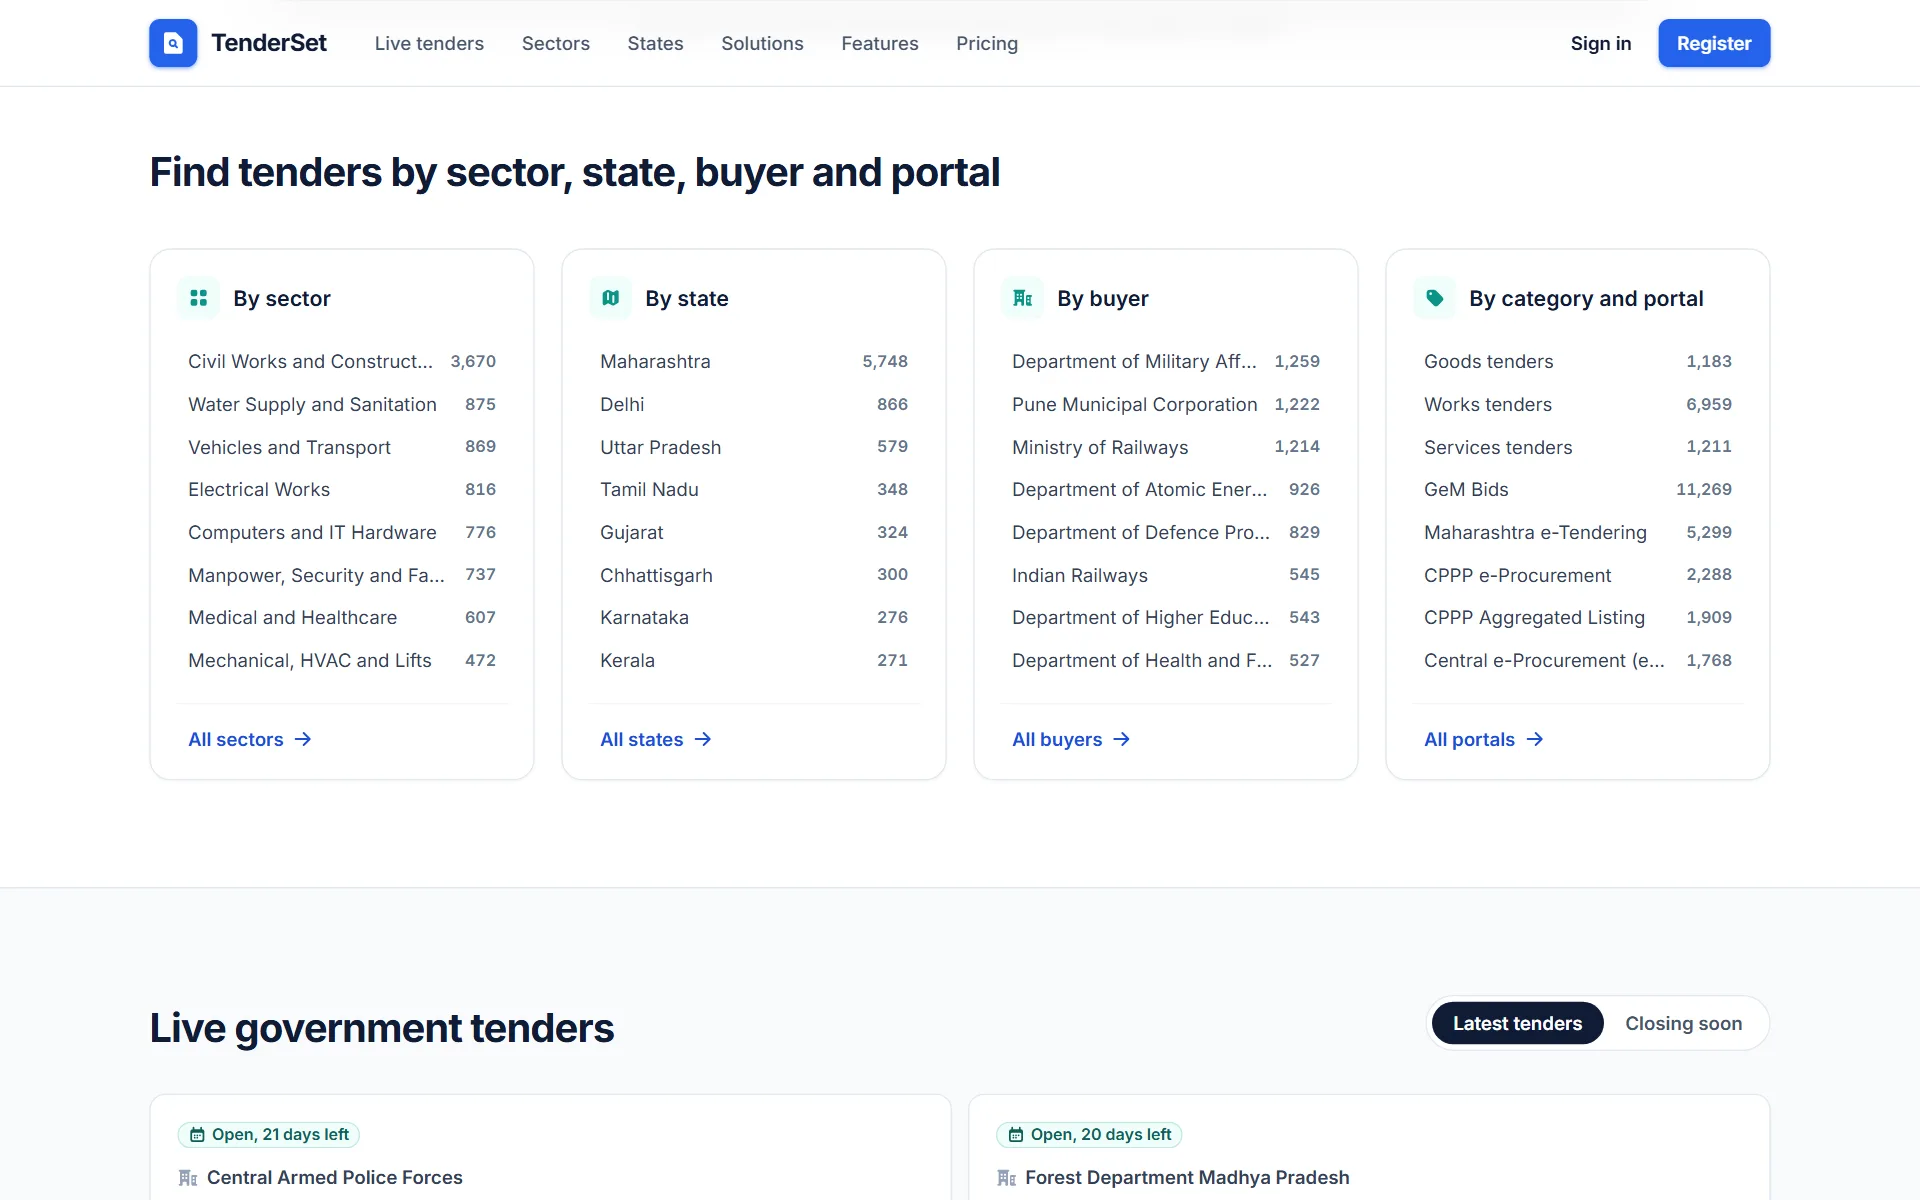 TenderSet
Live tenders
Sectors
States
Solutions
Features
Pricing
Sign in
Register
Find tenders by sector, state, buyer and portal
By sector
Civil Works and Construct... 3,670
Water Supply and Sanitation 875
Vehicles and Transport 869
Electrical Works 816
Computers and IT Hardware 776
Manpower, Security and Fa... 737
Medical and Healthcare 607
Mechanical, HVAC and Lifts 472
All sectors →
By state
Maharashtra 5,748
Delhi 866
Uttar Pradesh 579
Tamil Nadu 348
Gujarat 324
Chhattisgarh 300
Karnataka 276
Kerala 271
All states →
By buyer
Department of Military Aff... 1,259
Pune Municipal Corporation 1,222
Ministry of Railways 1,214
Department of Atomic Ener... 926
Department of Defence Pro... 829
Indian Railways 545
Department of Higher Educ... 543
Department of Health and F... 527
All buyers →
By category and portal
Goods tenders 1,183
Works tenders 6,959
Services tenders 1,211
GeM Bids 11,269
Maharashtra e-Tendering 5,299
CPPP e-Procurement 2,288
CPPP Aggregated Listing 1,909
Central e-Procurement (e... 1,768
All portals →
Live government tenders
Latest tenders
Closing soon
Open, 21 days left
Central Armed Police Forces
Open, 20 days left
Forest Department Madhya Pradesh